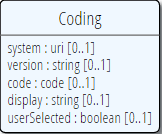 Coding
system : uri [0..1]
version : string [0..1]
code : code [0..1]
display : string [0..1]
userSelected : boolean [0..1]